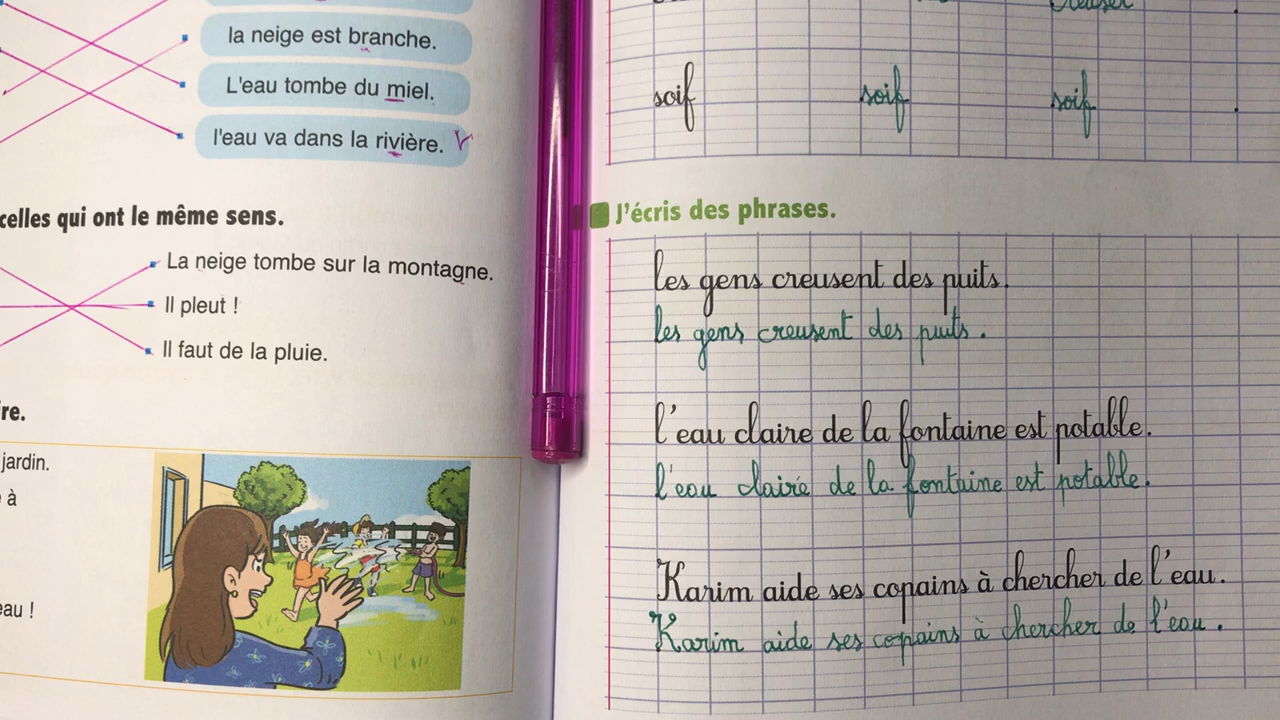 la neige est branche.
L'eau tombe du miel.
l'eau va dans la rivière. V
celles qui ont le même sens.
La neige tombe sur la montagne.
Il pleut !
Il faut de la pluie.
re.
jardin.
à
eau !
creuser
soif soif soif
J'écris des phrases.
les gens creusent des puits.
les gens creusent des puits.
l'eau claire de la fontaine est potable.
l'eau claire de la fontaine est potable.
Karim aide ses copains à chercher de l'eau.
Karim aide ses copains à chercher de l'eau.